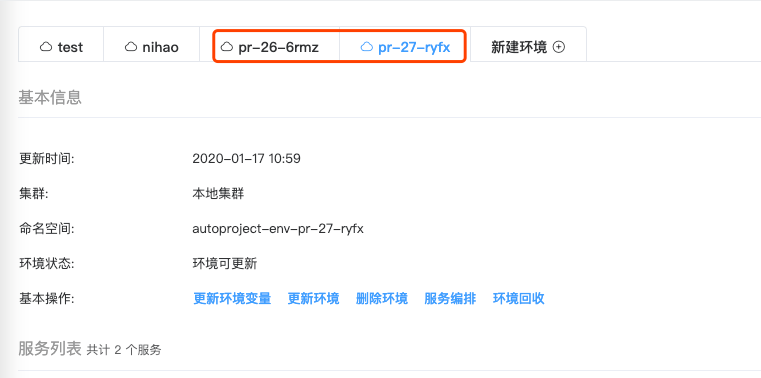 test nihao pr-26-6rmz pr-27-ryfx 新建环境
基本信息
更新时间: 2020-01-17 10:59
集群: 本地集群
命名空间: autoproject-env-pr-27-ryfx
环境状态: 环境可更新
基本操作: 更新环境变量 更新环境 删除环境 服务编排 环境回收
服务列表 共计 2 个服务